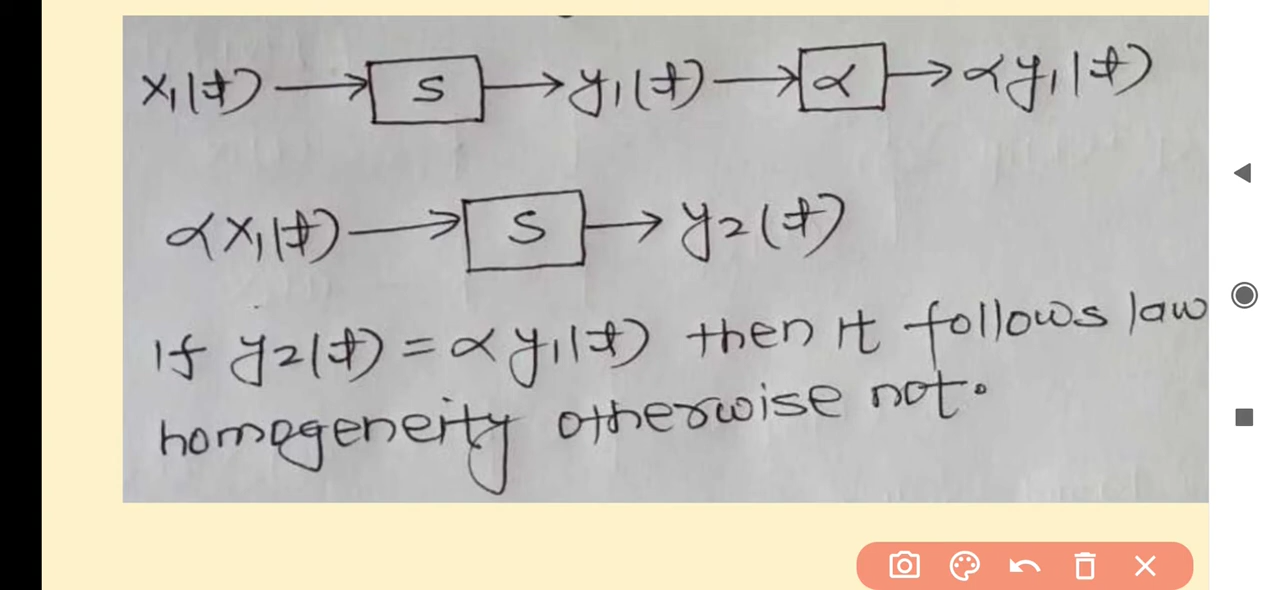 x₁(t) → S → y₁(t) → α → αy₁(t)
αx₁(t) → S → y₂(t)
If y₂(t) = αy₁(t) then it follows law
homogeneity otherwise not.